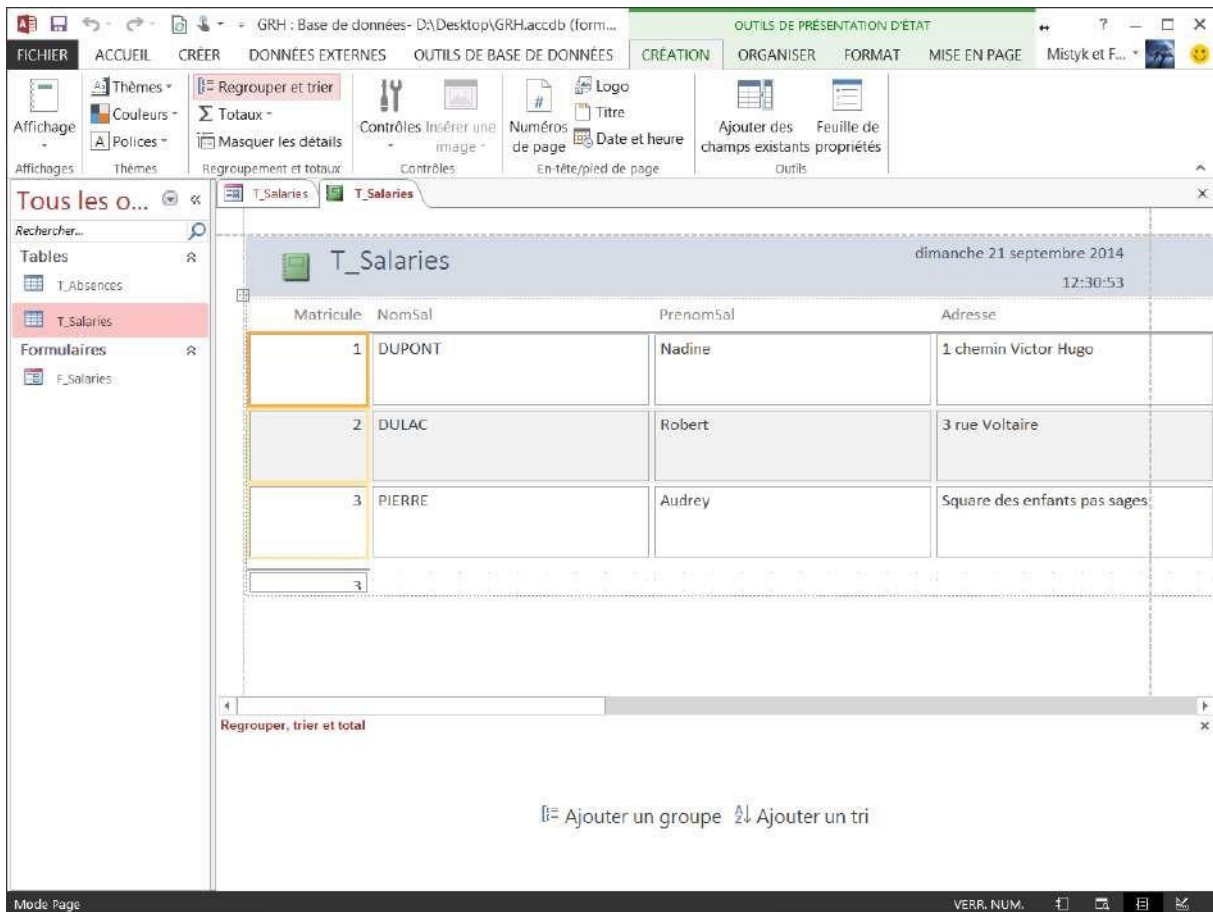 GRH : Base de données- D:\Desktop\GRH.accdb (form...
OUTILS DE PRÉSENTATION D'ÉTAT
?
FICHIER ACCUEIL CRÉER DONNÉES EXTERNES OUTILS DE BASE DE DONNÉES CRÉATION ORGANISER FORMAT MISE EN PAGE Mistyk et F...
Affichage
Thèmes
Couleurs
Polices
Regrouper et trier
Totaux
Masquer les détails
Contrôles
Insérer une
image
Numéros
de page
Logo
Titre
Date et heure
Ajouter des
champs existants
Feuille de
propriétés
Affichages Thèmes Regroupement et totaux Contrôles En-tête/pied de page Outils
Tous les o...
Rechercher...
Tables
T_Absences
T_Salaries
Formulaires
F_Salaries
T_Salaries T_Salaries
T_Salaries
dimanche 21 septembre 2014
12:30:53
Matricule NomSal PrenomSal Adresse
1 DUPONT Nadine 1 chemin Victor Hugo
2 DULAC Robert 3 rue Voltaire
3 PIERRE Audrey Square des enfants pas sages
3
Regrouper, trier et total
Ajouter un groupe Ajouter un tri
Mode Page VERR. NUM.